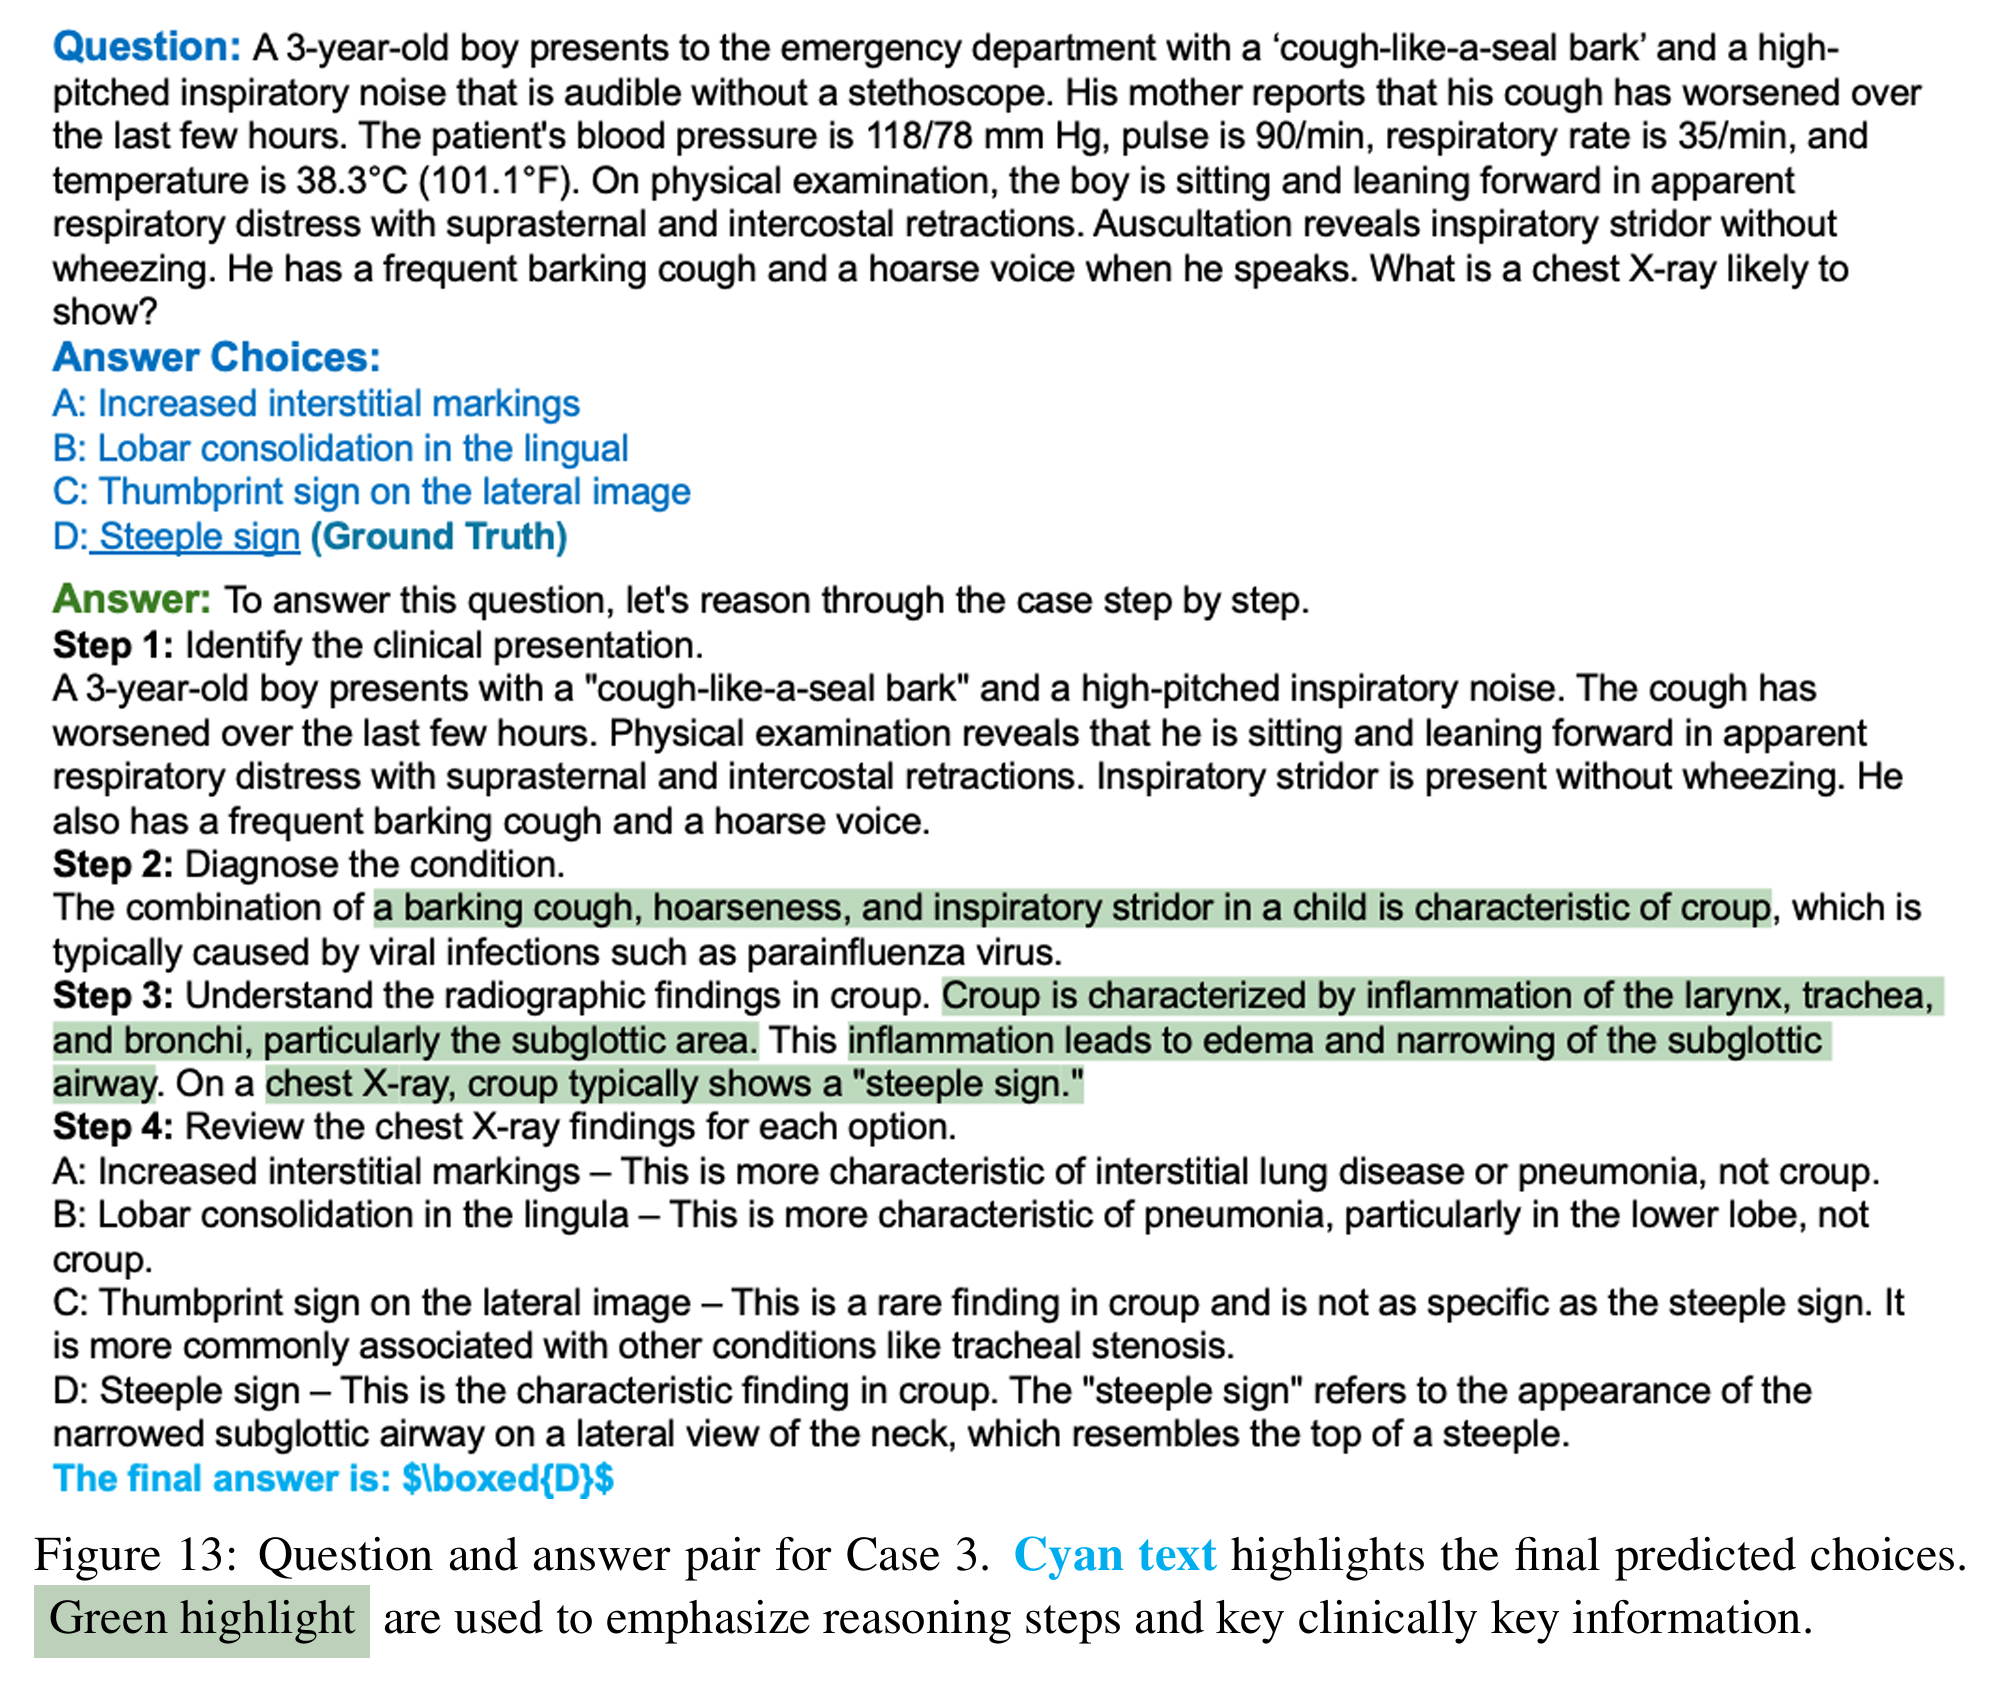 Question: A 3-year-old boy presents to the emergency department with a ‘cough-like-a-seal bark’ and a high-
pitched inspiratory noise that is audible without a stethoscope. His mother reports that his cough has worsened over
the last few hours. The patient's blood pressure is 118/78 mm Hg, pulse is 90/min, respiratory rate is 35/min, and
temperature is 38.3°C (101.1°F). On physical examination, the boy is sitting and leaning forward in apparent
respiratory distress with suprasternal and intercostal retractions. Auscultation reveals inspiratory stridor without
wheezing. He has a frequent barking cough and a hoarse voice when he speaks. What is a chest X-ray likely to
show?
Answer Choices:
A: Increased interstitial markings
B: Lobar consolidation in the lingual
C: Thumbprint sign on the lateral image
D: Steeple sign (Ground Truth)
Answer: To answer this question, let's reason through the case step by step.
Step 1: Identify the clinical presentation.
A 3-year-old boy presents with a "cough-like-a-seal bark" and a high-pitched inspiratory noise. The cough has
worsened over the last few hours. Physical examination reveals that he is sitting and leaning forward in apparent
respiratory distress with suprasternal and intercostal retractions. Inspiratory stridor is present without wheezing. He
also has a frequent barking cough and a hoarse voice.
Step 2: Diagnose the condition.
The combination of a barking cough, hoarseness, and inspiratory stridor in a child is characteristic of croup, which is
typically caused by viral infections such as parainfluenza virus.
Step 3: Understand the radiographic findings in croup. Croup is characterized by inflammation of the larynx, trachea,
and bronchi, particularly the subglottic area. This inflammation leads to edema and narrowing of the subglottic
airway. On a chest X-ray, croup typically shows a "steeple sign."
Step 4: Review the chest X-ray findings for each option.
A: Increased interstitial markings – This is more characteristic of interstitial lung disease or pneumonia, not croup.
B: Lobar consolidation in the lingula – This is more characteristic of pneumonia, particularly in the lower lobe, not
croup.
C: Thumbprint sign on the lateral image – This is a rare finding in croup and is not as specific as the steeple sign. It
is more commonly associated with other conditions like tracheal stenosis.
D: Steeple sign – This is the characteristic finding in croup. The "steeple sign" refers to the appearance of the
narrowed subglottic airway on a lateral view of the neck, which resembles the top of a steeple.
The final answer is: $\boxed{D}$
Figure 13: Question and answer pair for Case 3. Cyan text highlights the final predicted choices.
Green highlight are used to emphasize reasoning steps and key clinically key information.